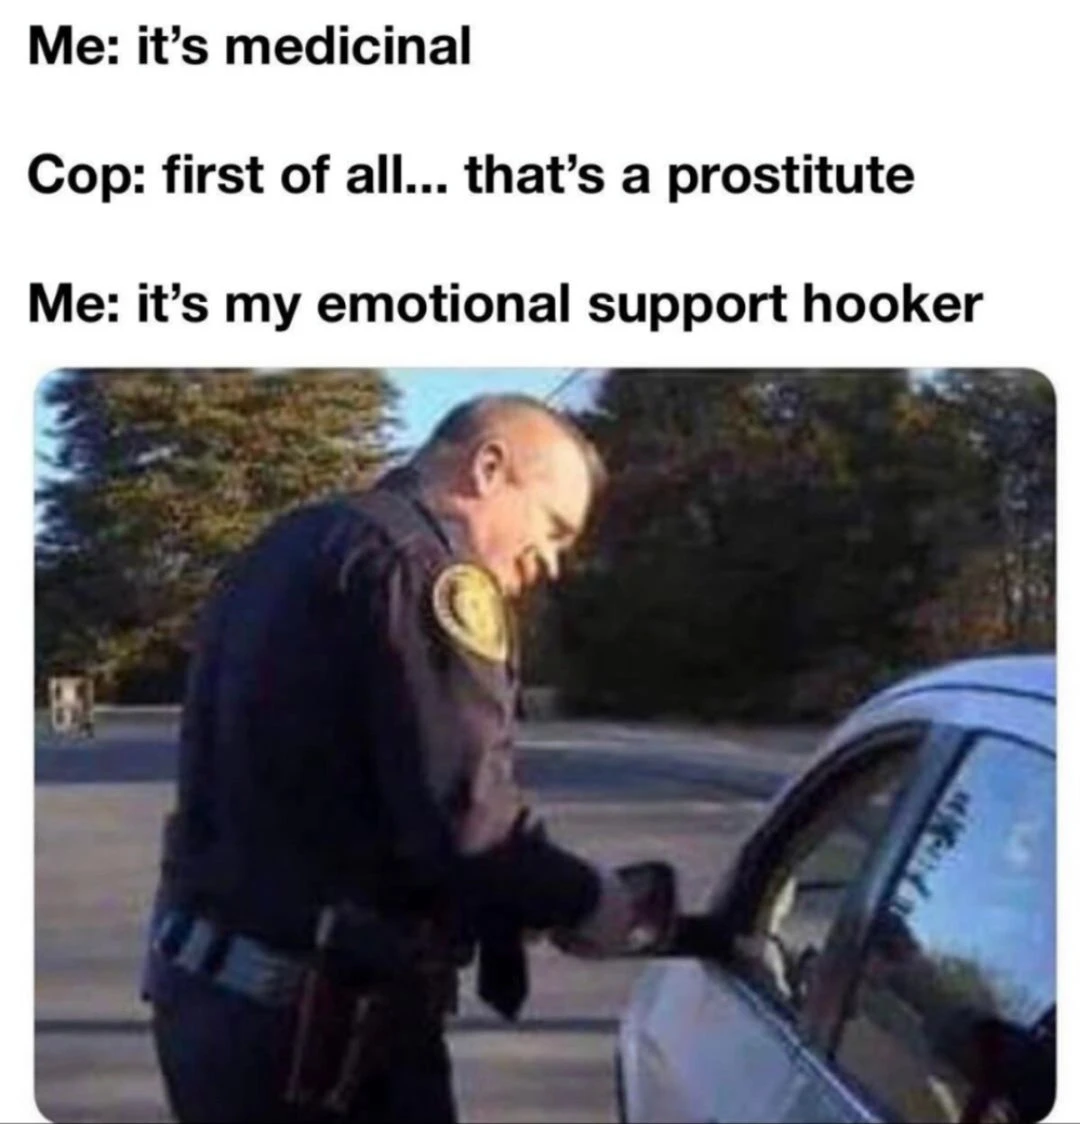 Me: it’s medicinal
Cop: first of all... that’s a prostitute
Me: it’s my emotional support hooker